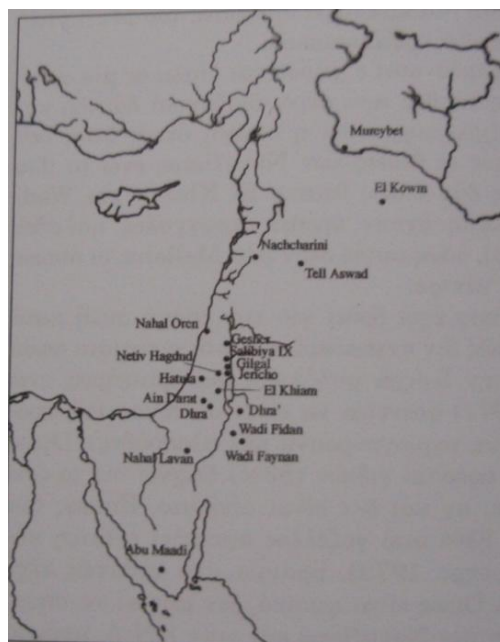 Mureybet
El Kowm
Nachcharini
Tell Aswad
Nahal Oren
Gesher
Salibiya IX
Netiv Hagdud
Gilgal
Jericho
Hatula
El Khiam
Ain Darat
Dhra
Dhra'
Wadi Fidan
Nahal Lavan
Wadi Faynan
Abu Maadi